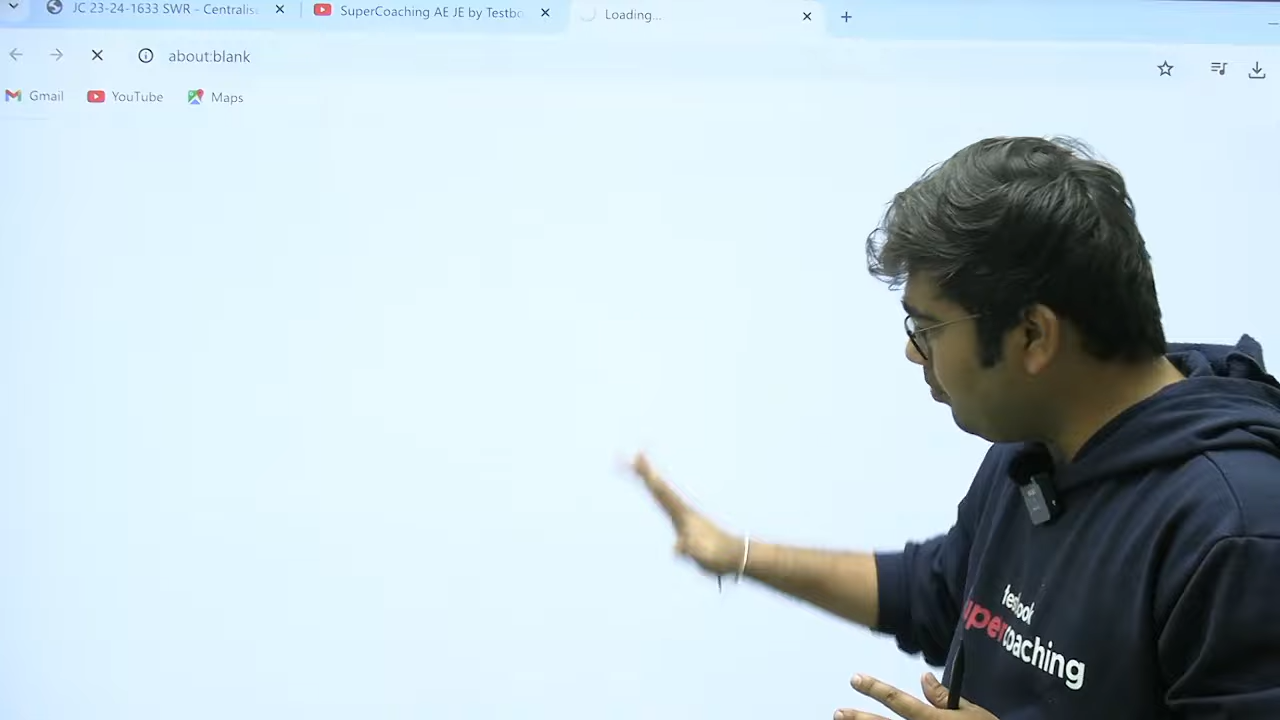 JC 23-24-1633 SWR - Centralis
SuperCoaching AE JE by Testbo
Loading...
about:blank
Gmail
YouTube
Maps
testbook
supercoaching